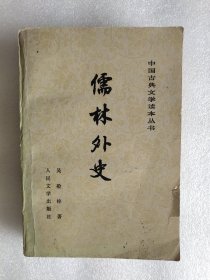 中国古典文学读本丛书
儒林外史
吴敬梓著
人民文学出版社